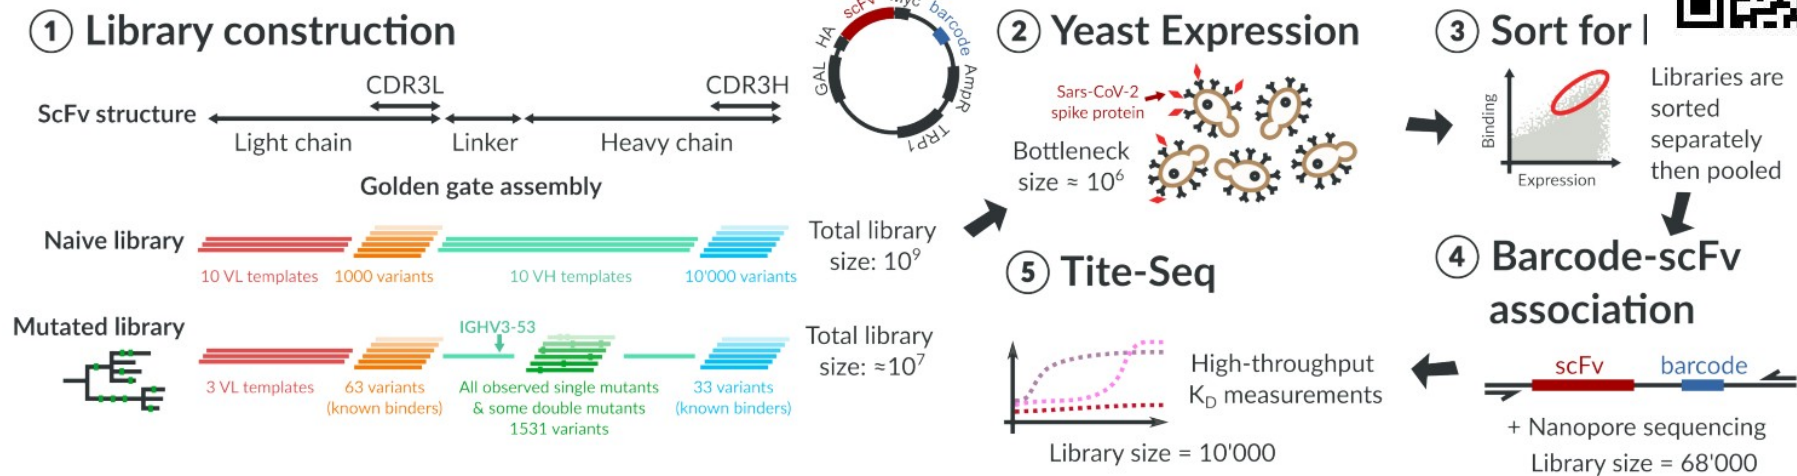 1 Library construction
ScFv structure
CDR3L
CDR3H
Light chain
Linker
Heavy chain
Golden gate assembly
Naive library
10 VL templates
1000 variants
10 VH templates
10'000 variants
Total library
size: 10⁹
Mutated library
IGHV3-53
3 VL templates
63 variants
(known binders)
All observed single mutants
& some double mutants
1531 variants
33 variants
(known binders)
Total library
size: ≈10⁷
scFv
barcode
AmpR
TRP1
GAL
HA
2 Yeast Expression
Sars-CoV-2
spike protein
Bottleneck
size ≈ 10⁶
3 Sort for
Binding
Expression
Libraries are
sorted
separately
then pooled
4 Barcode-scFv
association
scFv
barcode
+ Nanopore sequencing
Library size = 68'000
5 Tite-Seq
High-throughput
K_D measurements
Library size = 10'000